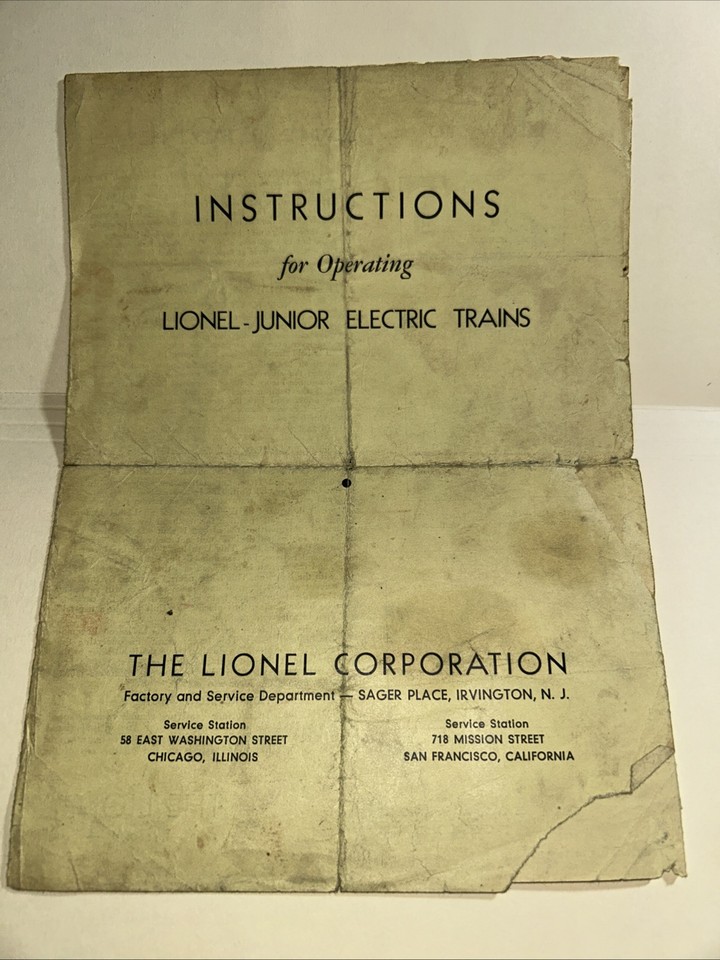 INSTRUCTIONS
for Operating
LIONEL-JUNIOR ELECTRIC TRAINS
THE LIONEL CORPORATION
Factory and Service Department — SAGER PLACE, IRVINGTON, N. J.
Service Station
58 EAST WASHINGTON STREET
CHICAGO, ILLINOIS
Service Station
718 MISSION STREET
SAN FRANCISCO, CALIFORNIA